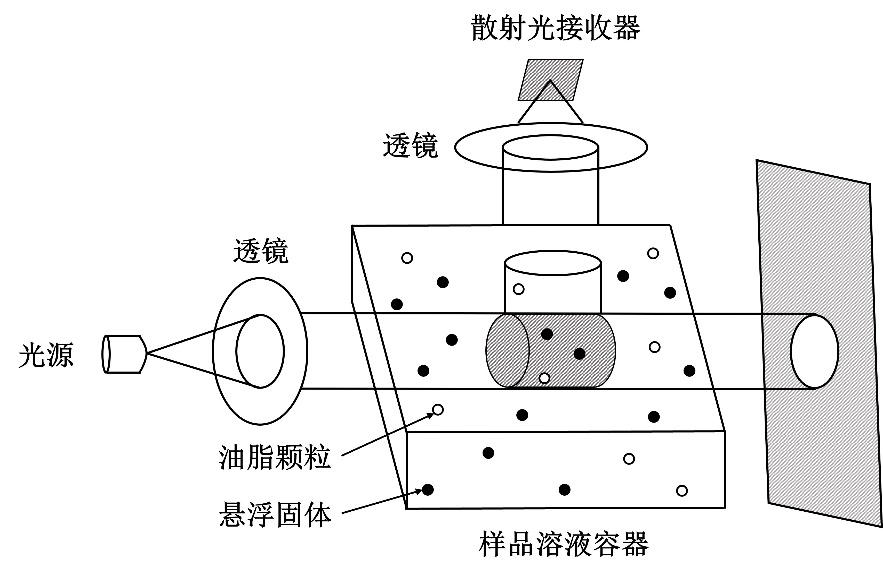 散射光接收器
透镜
透镜
光源
油脂颗粒
悬浮固体
样品溶液容器